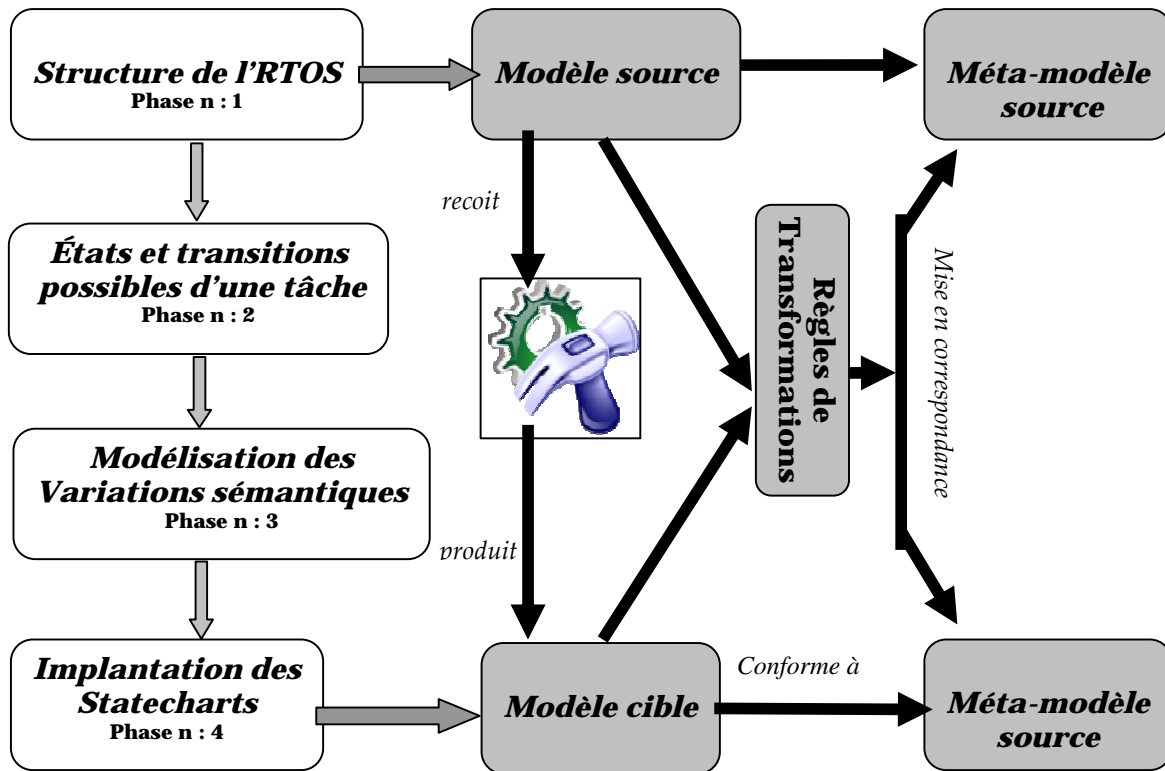 Structure de l'RTOS
Phase n : 1
Modèle source
Méta-modèle
source
recoit
États et transitions
possibles d'une tâche
Phase n : 2
Règles de
Transformations
Mise en correspondance
Modélisation des
Variations sémantiques
Phase n : 3
produit
Implantation des
Statecharts
Phase n : 4
Modèle cible
Conforme à
Méta-modèle
source